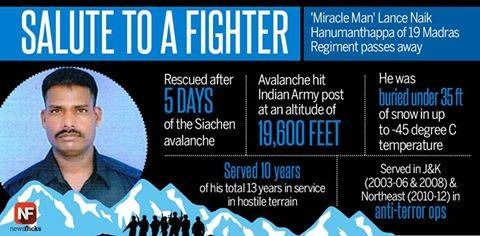 SALUTE TO A FIGHTER
'Miracle Man' Lance Naik
Hanumanthappa of 19 Madras
Regiment passes away
Rescued after
5 DAYS
of the Siachen
avalanche
Avalanche hit
Indian Army post
at an altitude of
19,600 FEET
He was
buried under 35 ft
of snow in up
to -45 degree C
temperature
Served 10 years
of his total 13 years in service
in hostile terrain
Served in J&K
(2003-06 & 2008) &
Northeast (2010-12) in
anti-terror ops
NF
newsflicks